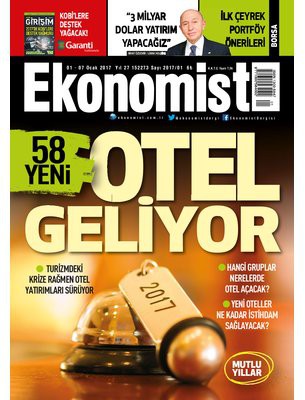 GİRİŞİM
KOBİ'LERE
DESTEK
YAĞACAK!
Garanti
"3 MİLYAR
DOLAR YATIRIM
YAPACAĞIZ"
İLK ÇEYREK
PORTFÖY
ÖNERİLERİ
BORSA
01 - 07 Ocak 2017 Yıl 27 152273 Sayı 2017/01 6₺
Ekonomist
58
YENİ
OTEL
GELİYOR
TURİZMDEKİ
KRİZE RAĞMEN OTEL
YATIRIMLARI SÜRÜYOR
HANGİ GRUPLAR
NERELERDE
OTEL AÇACAK?
YENİ OTELLER
NE KADAR İSTİHDAM
SAĞLAYACAK?
2017
MUTLU
YILLAR